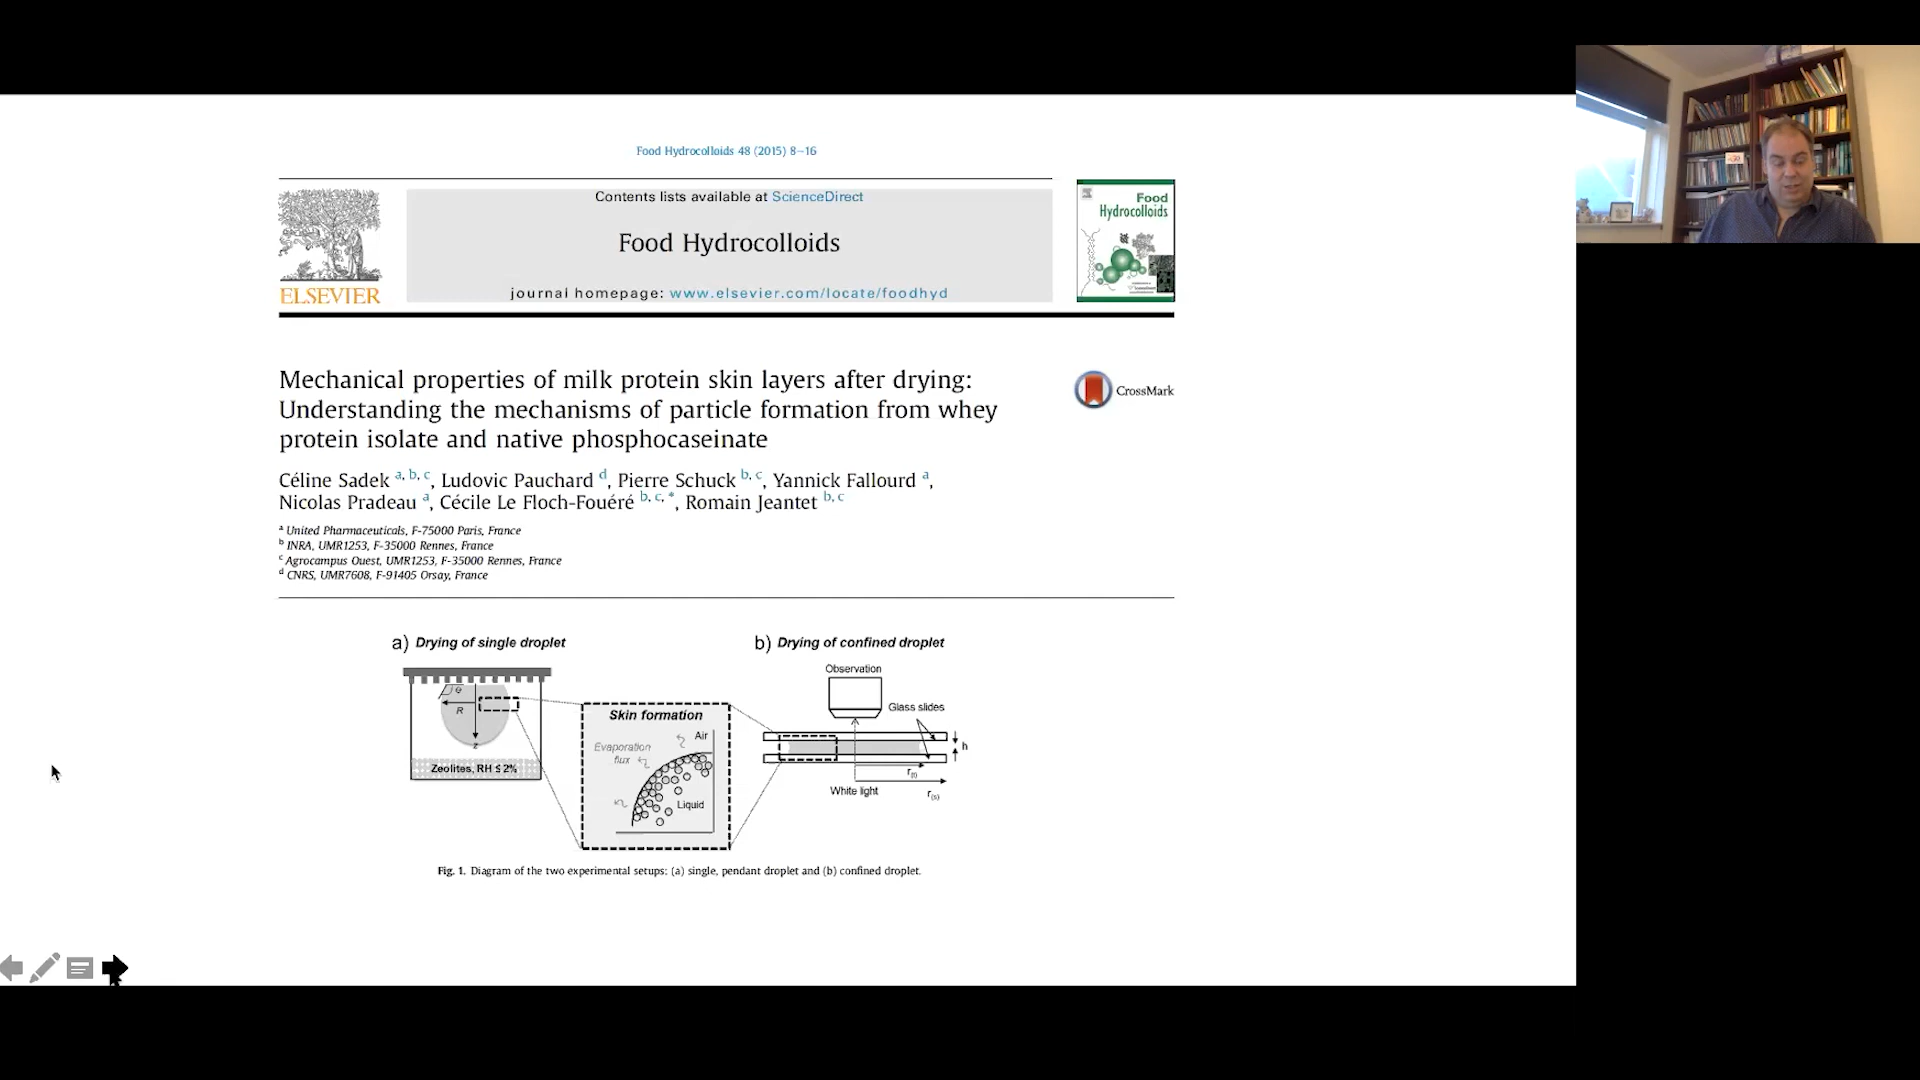 Food Hydrocolloids 48 (2015) 8–16
Contents lists available at ScienceDirect
Food Hydrocolloids
journal homepage: www.elsevier.com/locate/foodhyd
ELSEVIER
Food
Hydrocolloids
Mechanical properties of milk protein skin layers after drying:
Understanding the mechanisms of particle formation from whey
protein isolate and native phosphocaseinate
CrossMark
Céline Sadek a, b, c, Ludovic Pauchard d, Pierre Schuck b, c, Yannick Fallourd a,
Nicolas Pradeau a, Cécile Le Floch-Fouéré b, c, *, Romain Jeantet b, c
a United Pharmaceuticals, F-75000 Paris, France
b INRA, UMR1253, F-35000 Rennes, France
c Agrocampus Ouest, UMR1253, F-35000 Rennes, France
d CNRS, UMR7608, F-91405 Orsay, France
a) Drying of single droplet
b) Drying of confined droplet
Observation
Θ
R
z
Zeolites, RH ≤ 2%
Skin formation
Evaporation
flux
Air
Liquid
Glass slides
h
r(l)
White light
r(s)
Fig. 1. Diagram of the two experimental setups: (a) single, pendant droplet and (b) confined droplet.